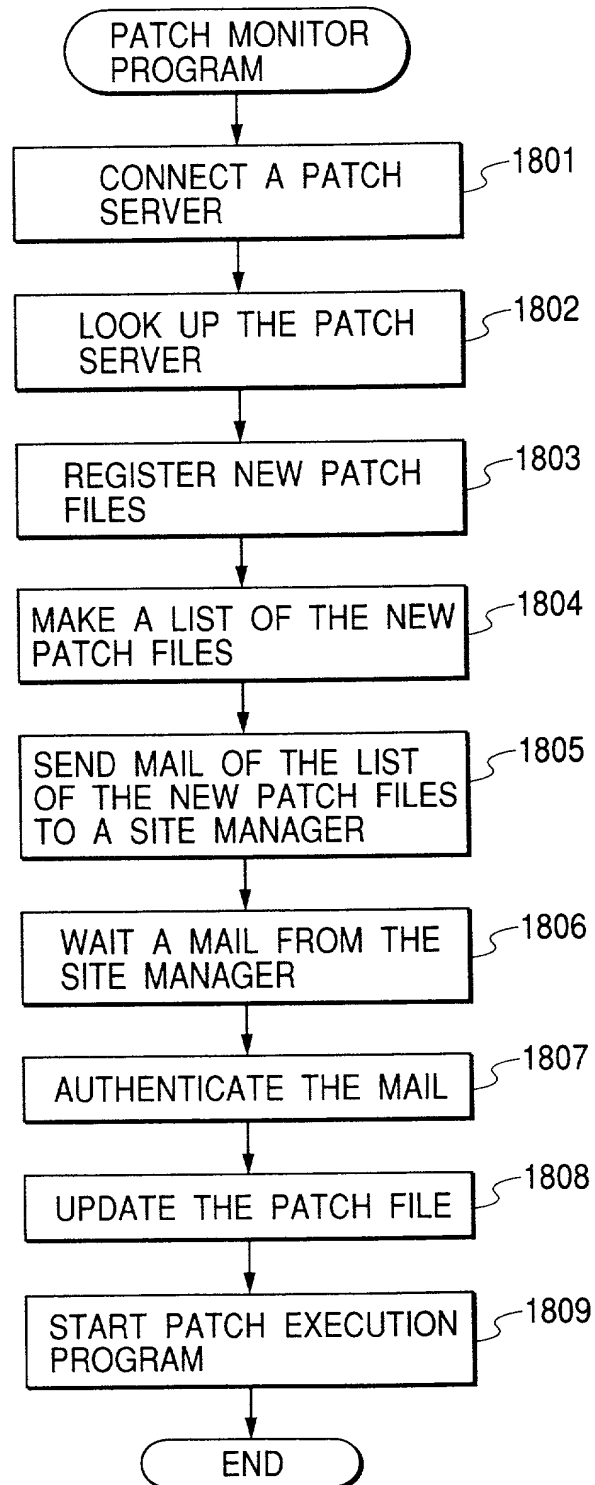 PATCH MONITOR
PROGRAM
CONNECT A PATCH
SERVER
1801
LOOK UP THE PATCH
SERVER
1802
REGISTER NEW PATCH
FILES
1803
MAKE A LIST OF THE NEW
PATCH FILES
1804
SEND MAIL OF THE LIST
OF THE NEW PATCH FILES
TO A SITE MANAGER
1805
WAIT A MAIL FROM THE
SITE MANAGER
1806
AUTHENTICATE THE MAIL
1807
UPDATE THE PATCH FILE
1808
START PATCH EXECUTION
PROGRAM
1809
END